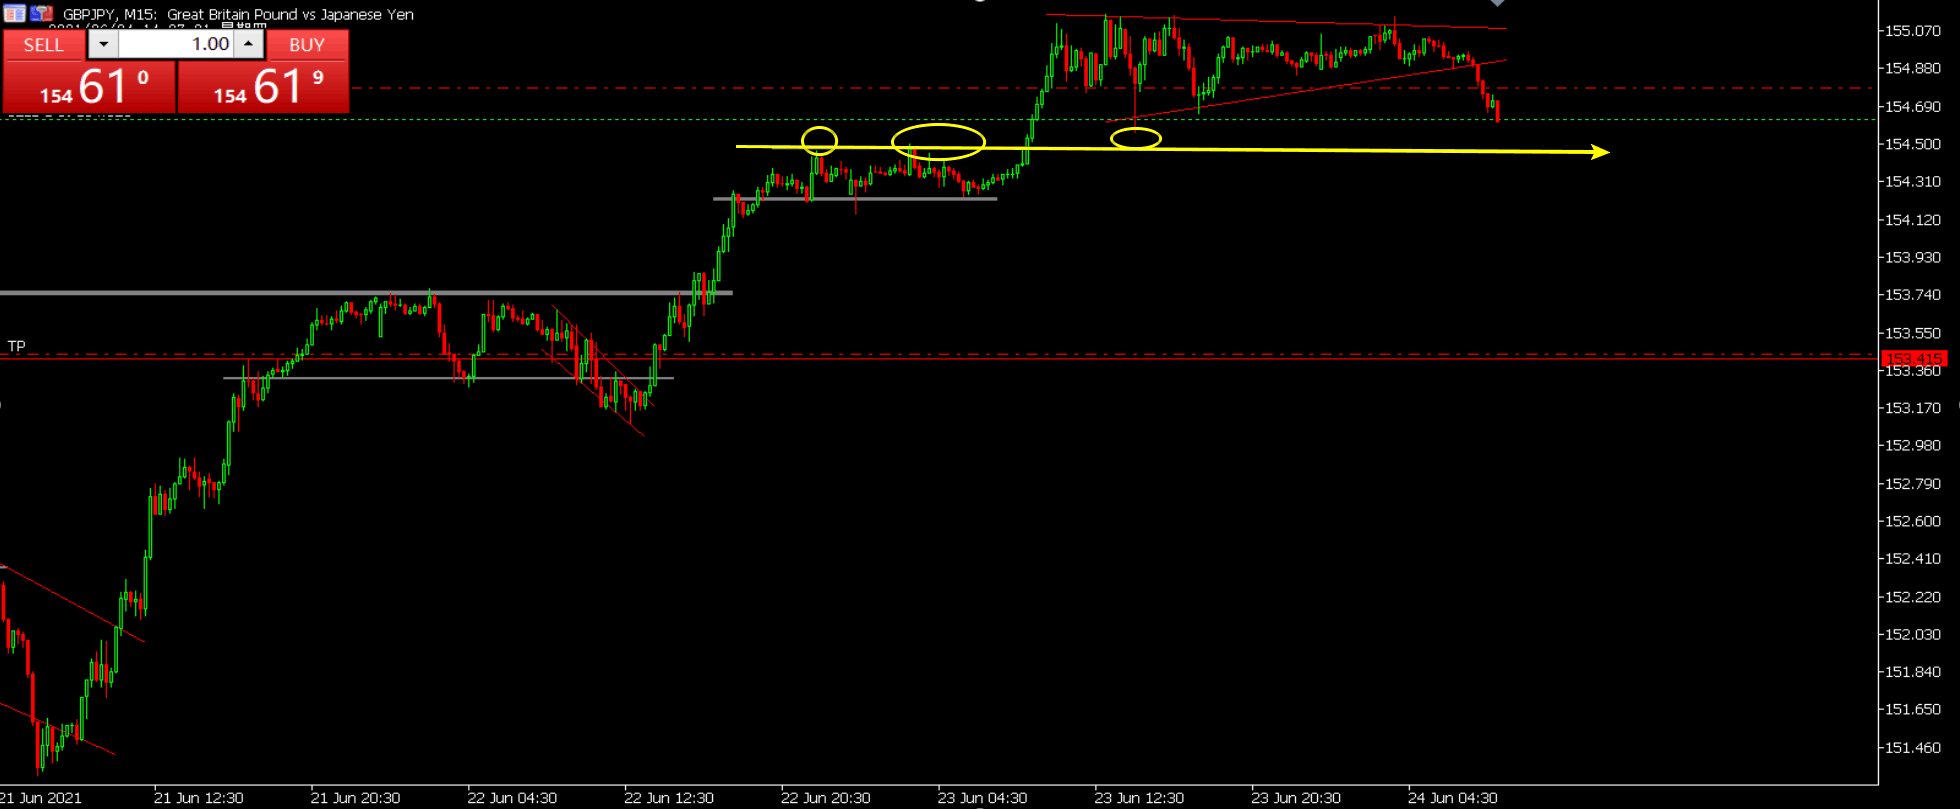 GBPJPY, M15: Great Britain Pound vs Japanese Yen
SELL
1.00
BUY
154 61 0
154 61 9
TP
155.070
154.880
154.690
154.500
154.310
154.120
153.930
153.740
153.550
153.415
153.360
153.170
152.980
152.790
152.600
152.410
152.220
152.030
151.840
151.650
151.460
21 Jun 2021
21 Jun 12:30
21 Jun 20:30
22 Jun 04:30
22 Jun 12:30
22 Jun 20:30
23 Jun 04:30
23 Jun 12:30
23 Jun 20:30
24 Jun 04:30